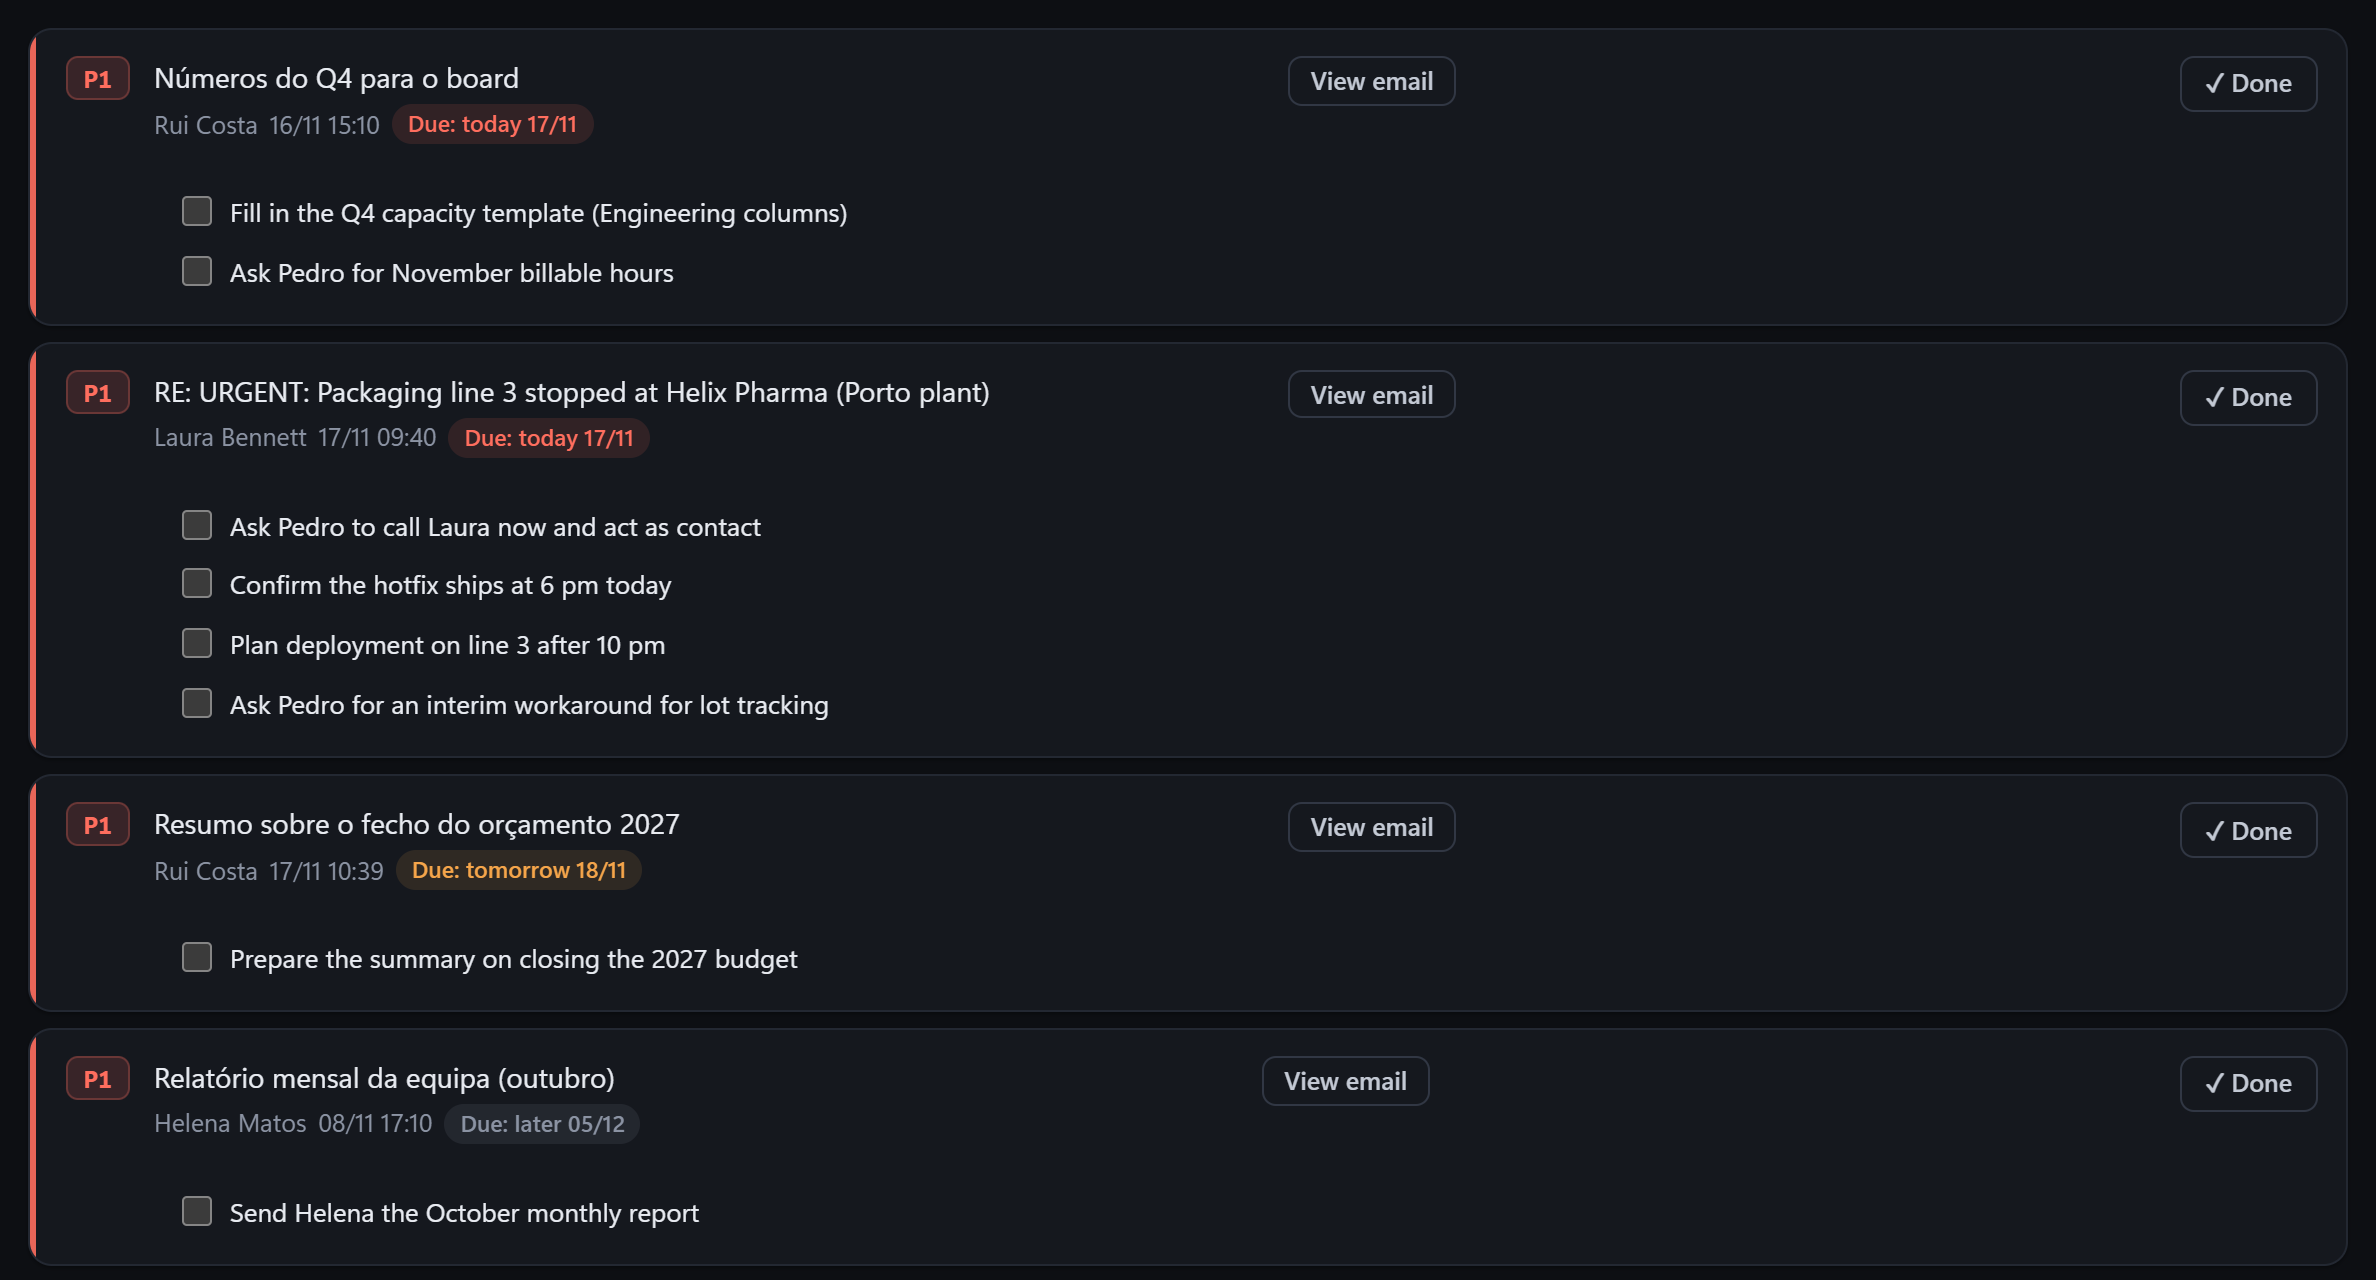 P1 Números do Q4 para o board View email ✓ Done
Rui Costa 16/11 15:10 Due: today 17/11
Fill in the Q4 capacity template (Engineering columns)
Ask Pedro for November billable hours
P1 RE: URGENT: Packaging line 3 stopped at Helix Pharma (Porto plant) View email ✓ Done
Laura Bennett 17/11 09:40 Due: today 17/11
Ask Pedro to call Laura now and act as contact
Confirm the hotfix ships at 6 pm today
Plan deployment on line 3 after 10 pm
Ask Pedro for an interim workaround for lot tracking
P1 Resumo sobre o fecho do orçamento 2027 View email ✓ Done
Rui Costa 17/11 10:39 Due: tomorrow 18/11
Prepare the summary on closing the 2027 budget
P1 Relatório mensal da equipa (outubro) View email ✓ Done
Helena Matos 08/11 17:10 Due: later 05/12
Send Helena the October monthly report